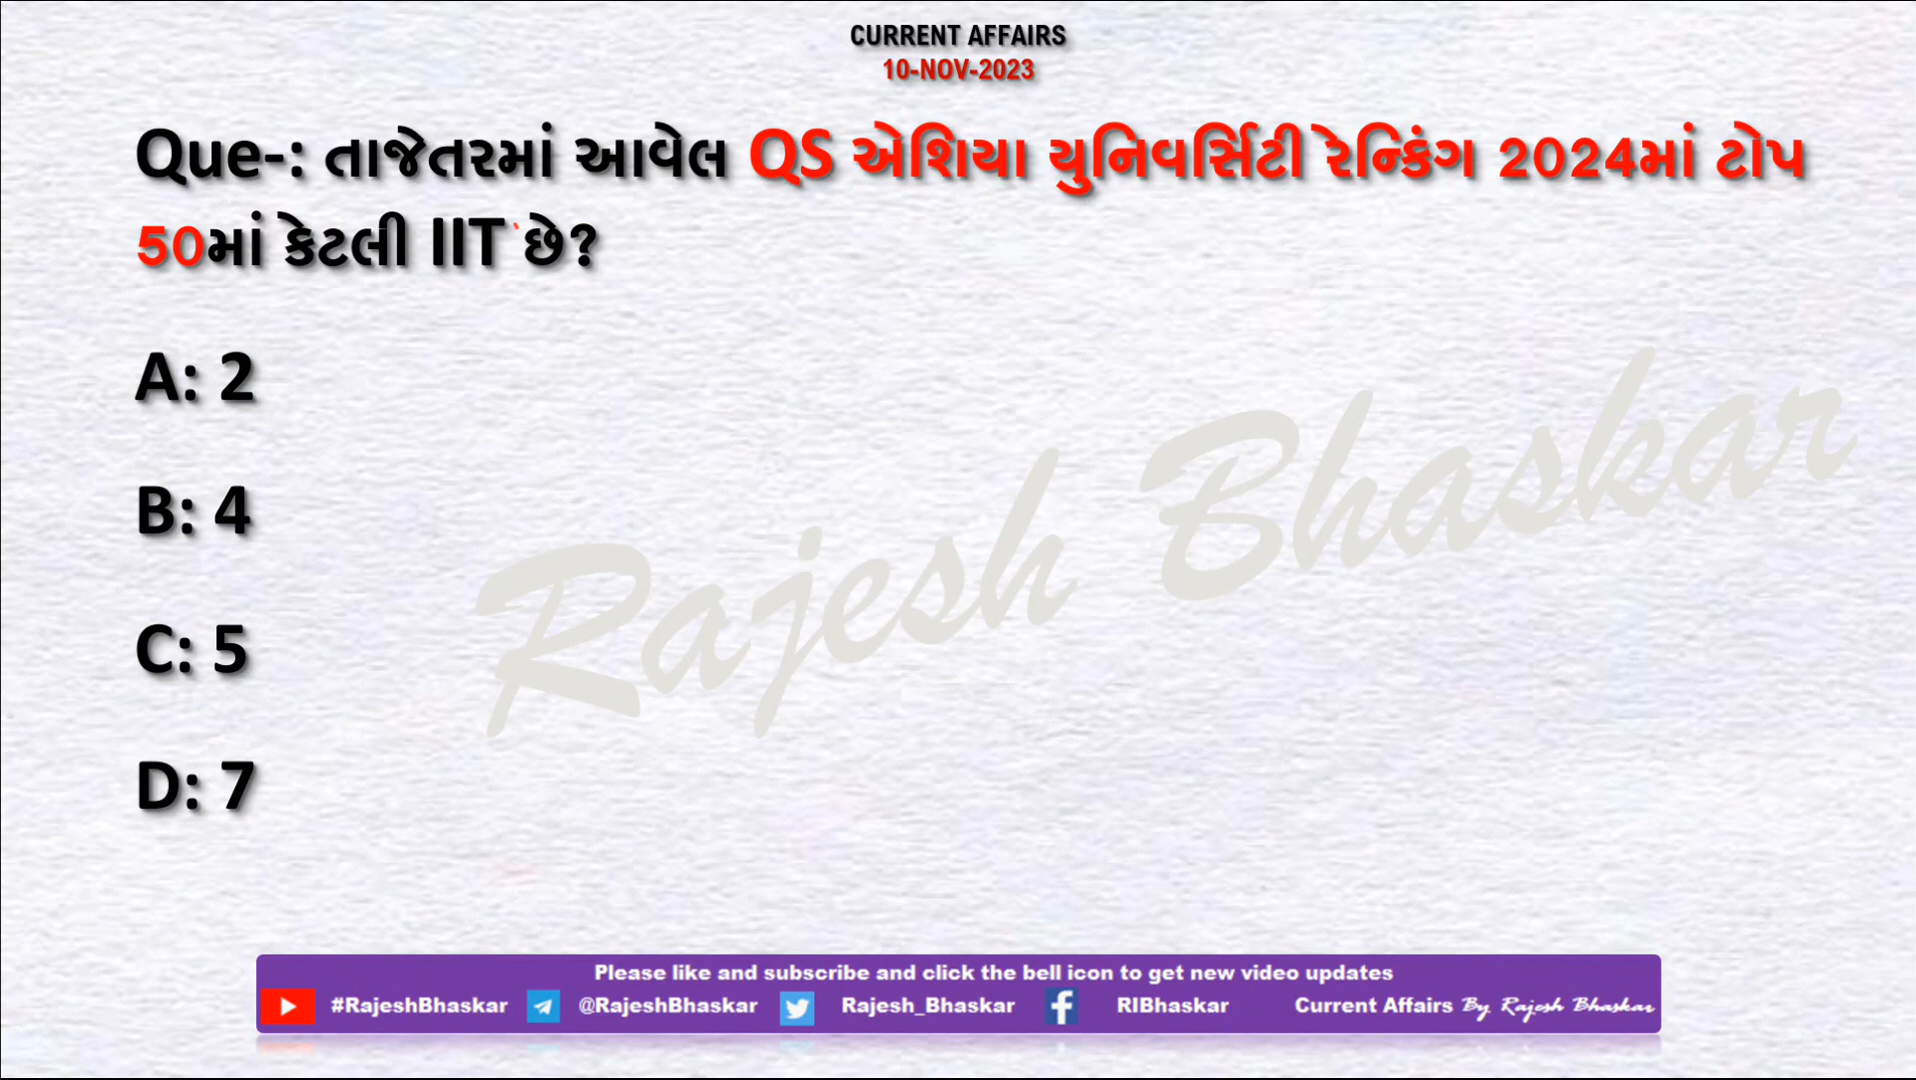 CURRENT AFFAIRS
10-NOV-2023
Que-: તાજેતરમાં આવેલ QS એશિયા યુનિવર્સિટી રેન્કિંગ 2024માં ટોપ
50માં કેટલી IIT છે?
A: 2
B: 4
C: 5
D: 7
Rajesh Bhaskar
Please like and subscribe and click the bell icon to get new video updates
#RajeshBhaskar @RajeshBhaskar Rajesh_Bhaskar RIBhaskar Current Affairs By Rajesh Bhaskar